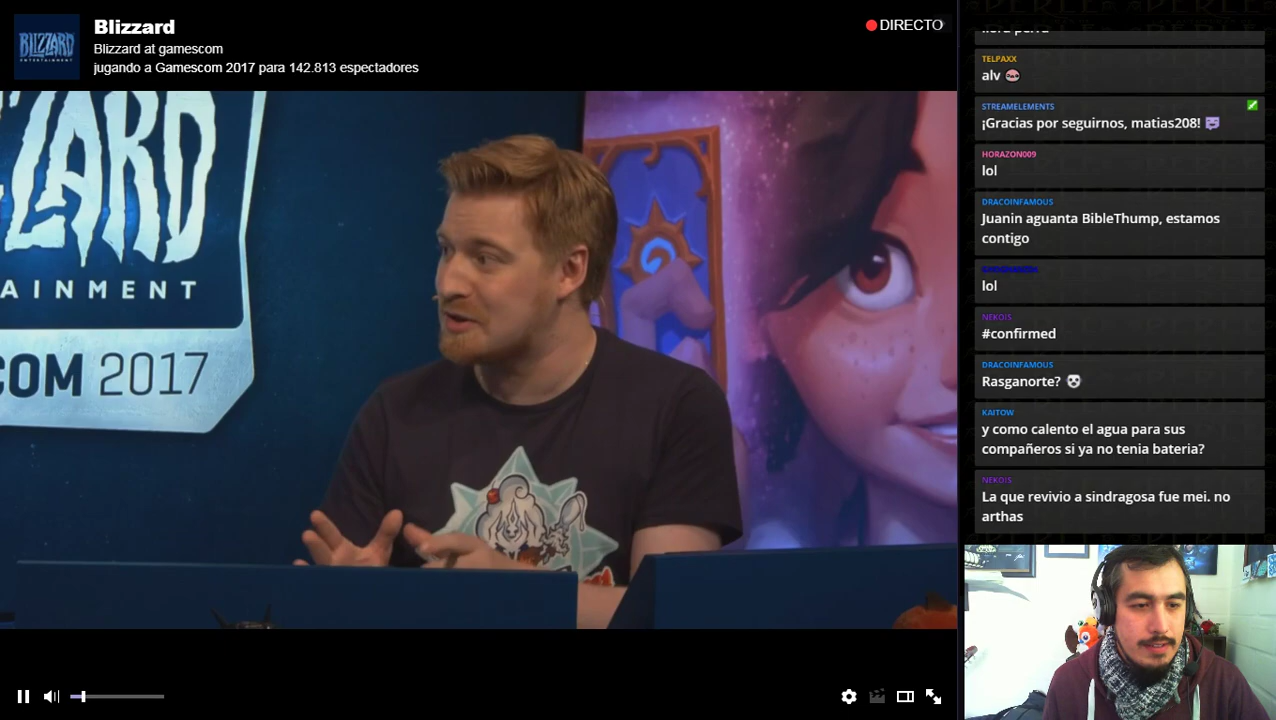 BLIZZARD
ENTERTAINMENT
Blizzard
Blizzard at gamescom
jugando a Gamescom 2017 para 142.813 espectadores
DIRECTO
ZARD
AINMENT
COM 2017
TELPAXX
alv
STREAMELEMENTS
¡Gracias por seguirnos, matias208!
HORAZON009
lol
DRACOINFAMOUS
Juanin aguanta BibleThump, estamos
contigo
lol
NEKOIS
#confirmed
DRACOINFAMOUS
Rasganorte?
KAITOW
y como calento el agua para sus
compañeros si ya no tenia bateria?
NEKOIS
La que revivio a sindragosa fue mei. no
arthas